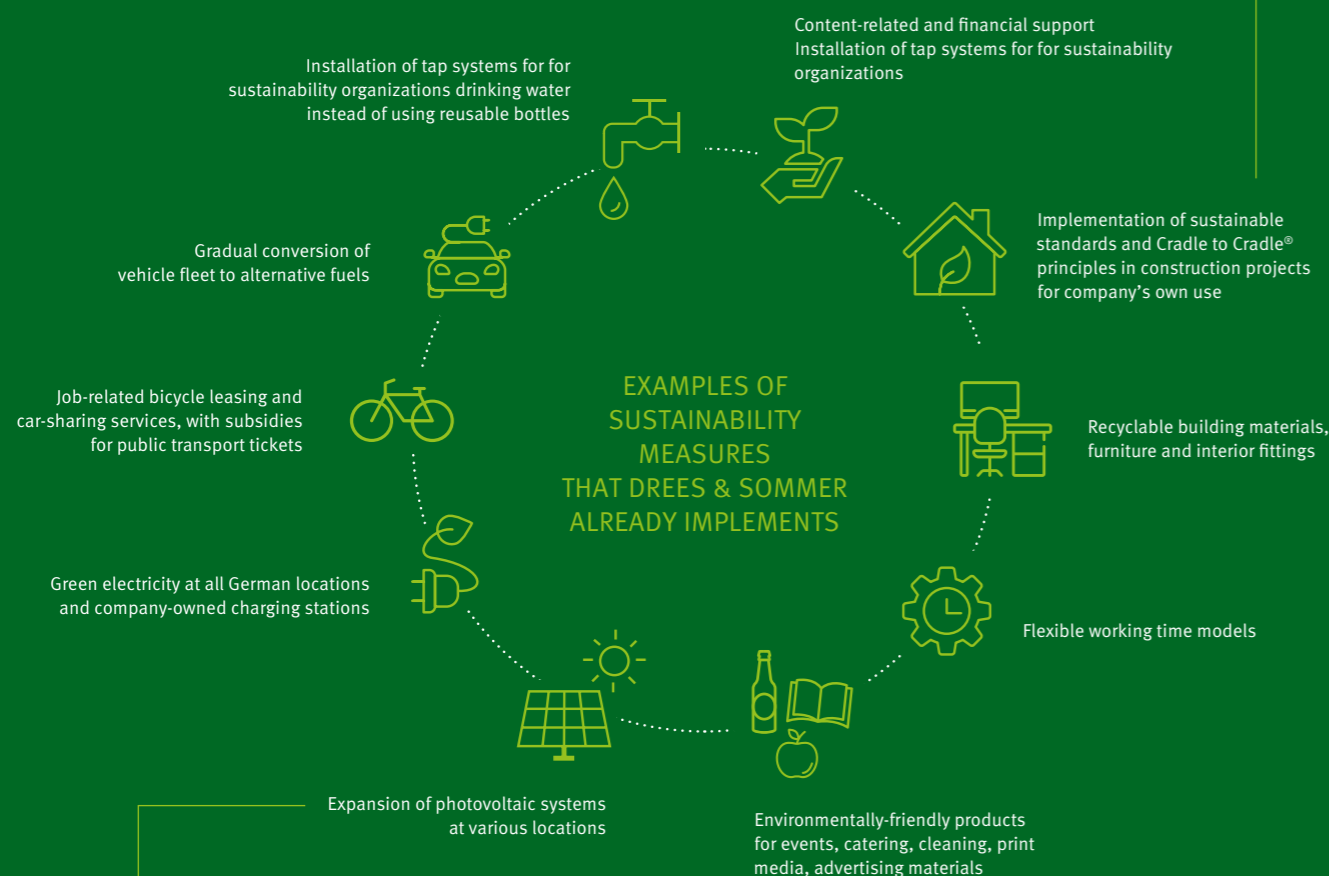 Content-related and financial support
Installation of tap systems for for sustainability
organizations
Installation of tap systems for for
sustainability organizations drinking water
instead of using reusable bottles
Implementation of sustainable
standards and Cradle to Cradle®
principles in construction projects
for company’s own use
Gradual conversion of
vehicle fleet to alternative fuels
EXAMPLES OF
SUSTAINABILITY
MEASURES
THAT DREES & SOMMER
ALREADY IMPLEMENTS
Job-related bicycle leasing and
car-sharing services, with subsidies
for public transport tickets
Recyclable building materials,
furniture and interior fittings
Green electricity at all German locations
and company-owned charging stations
Flexible working time models
Expansion of photovoltaic systems
at various locations
Environmentally-friendly products
for events, catering, cleaning, print
media, advertising materials